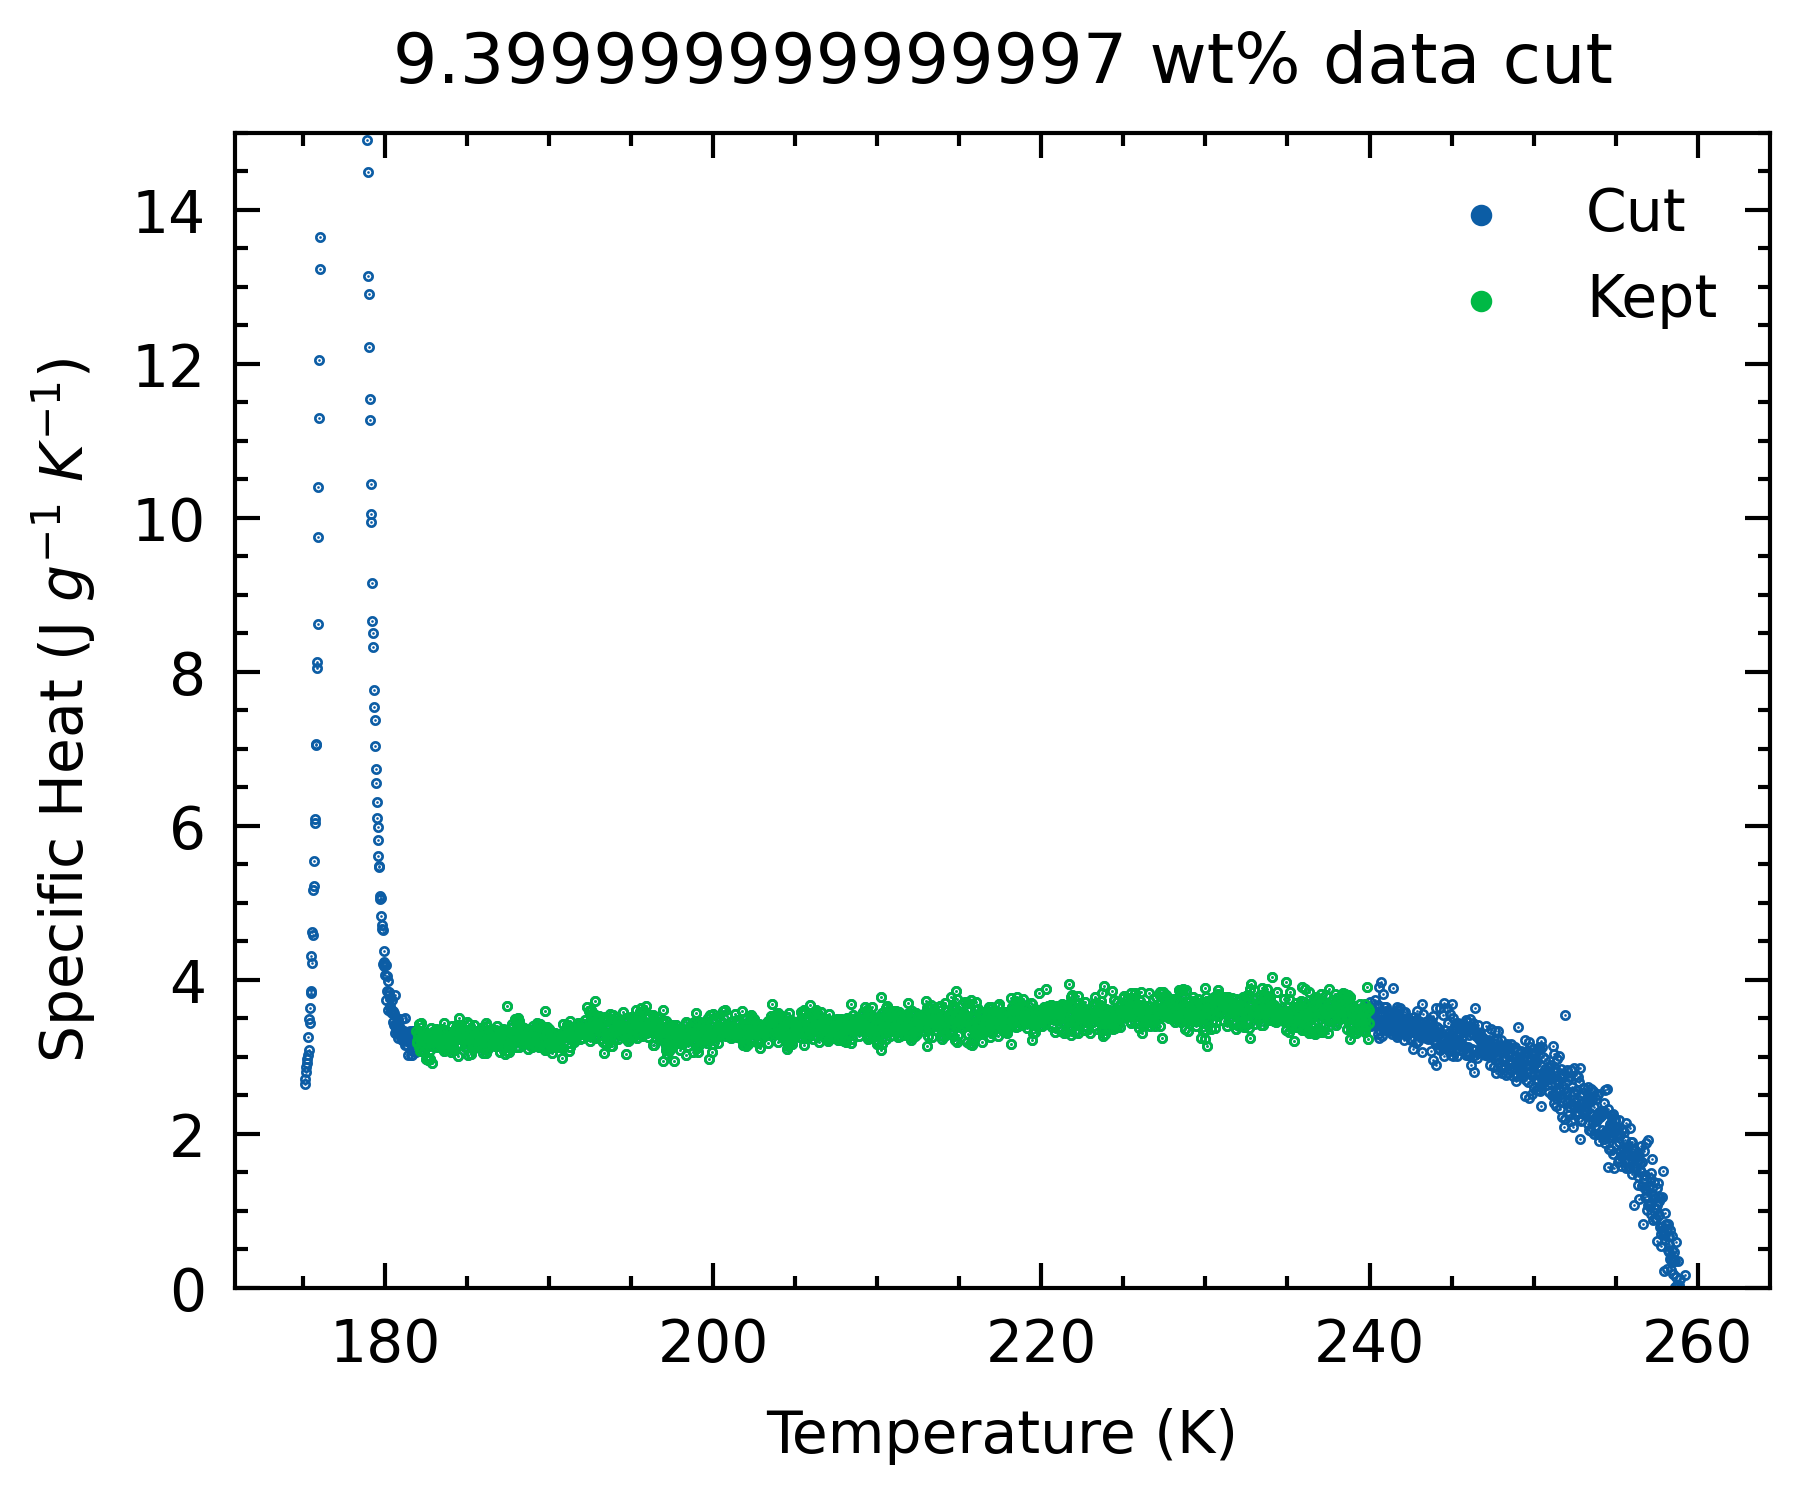 9.399999999999997 wt% data cut
Specific Heat (J g⁻¹ K⁻¹)
14
12
10
8
6
4
2
0
Cut
Kept
180 200 220 240 260
Temperature (K)